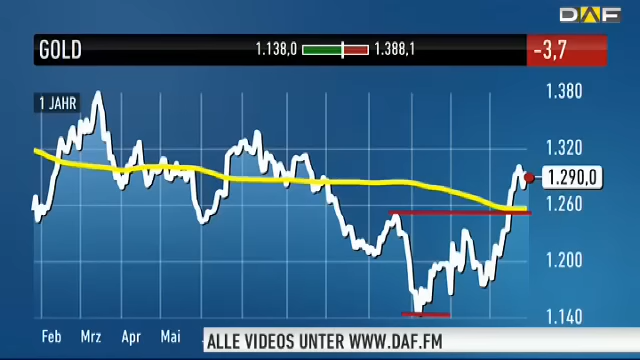 DAF
GOLD 1.138,0 1.388,1 -3,7
1 JAHR
1.380
1.320
1.290,0
1.260
1.200
1.140
Feb Mrz Apr Mai
ALLE VIDEOS UNTER WWW.DAF.FM